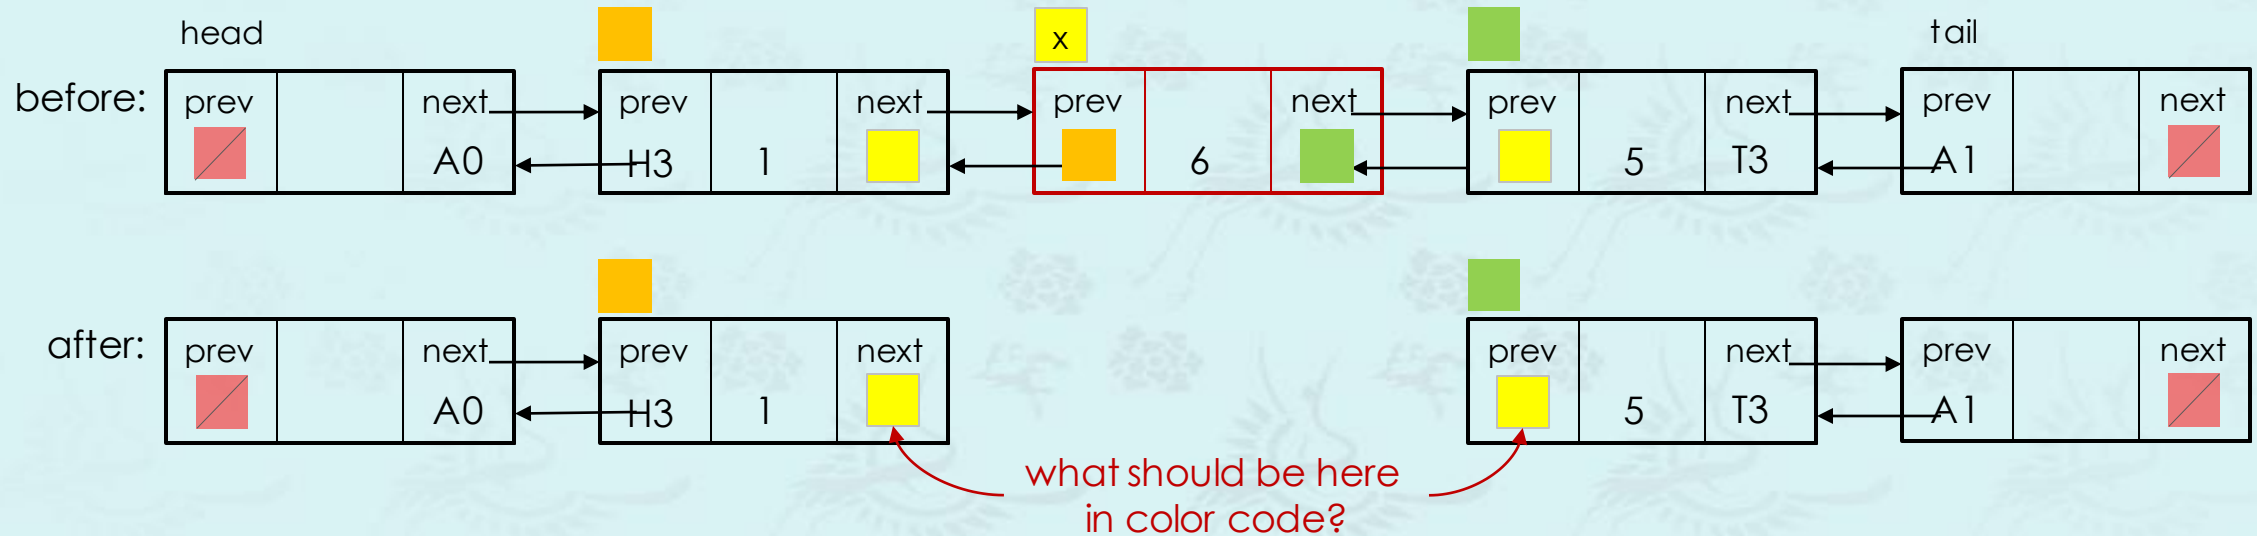 head
x
tail
before:
prev next prev next prev next prev next prev next
A0 H3 1 6 5 T3 A1
after:
prev next prev next prev next prev next
A0 H3 1 5 T3 A1
what should be here
in color code?